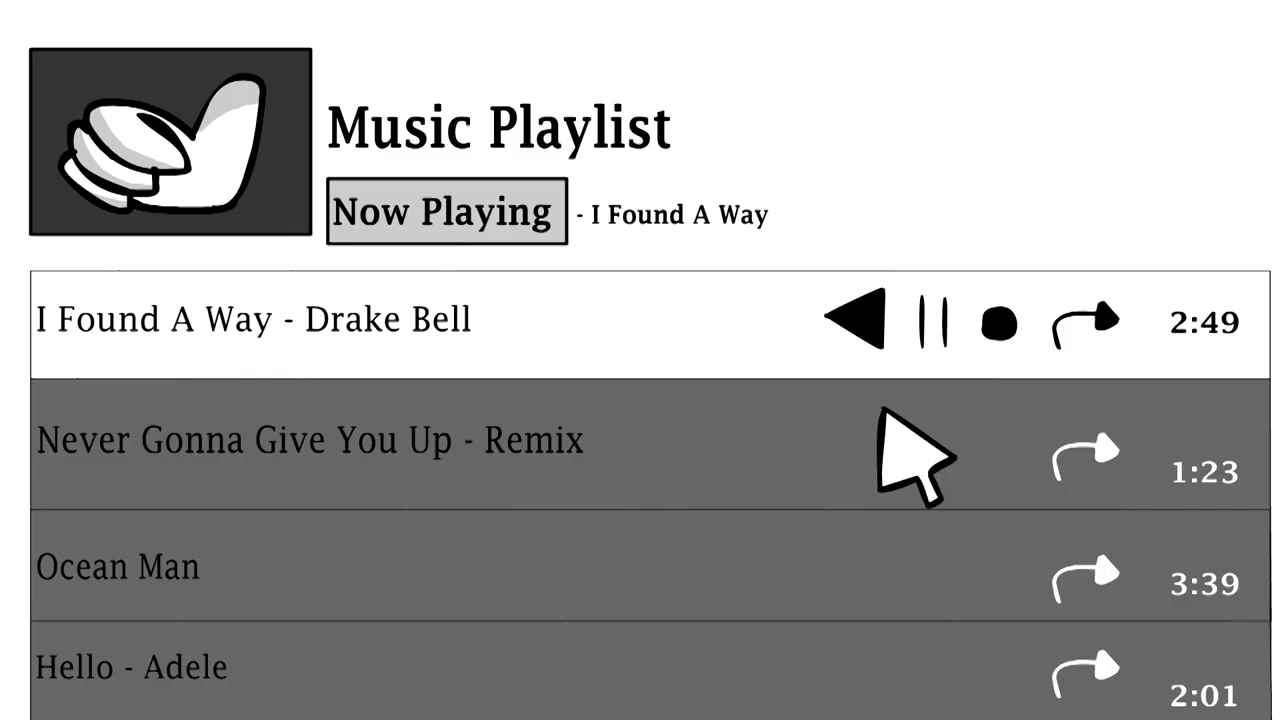 Music Playlist
Now Playing - I Found A Way
I Found A Way - Drake Bell 2:49
Never Gonna Give You Up - Remix 1:23
Ocean Man 3:39
Hello - Adele 2:01